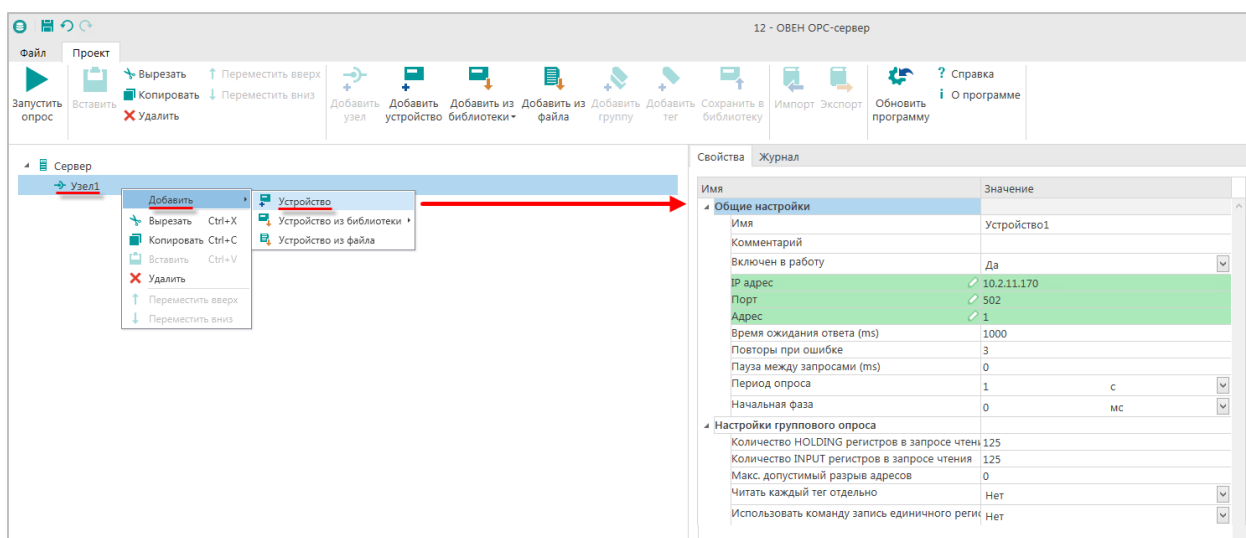 12 - ОВЕН OPC-сервер
Файл Проект
Запустить опрос
Вставить
Вырезать
Копировать
Удалить
Переместить вверх
Переместить вниз
Добавить узел
Добавить устройство
Добавить из библиотеки
Добавить из файла
Добавить группу
Добавить тег
Сохранить в библиотеку
Импорт Экспорт
Обновить программу
? Справка
i О программе
Сервер
Узел1
Добавить
Вырезать Ctrl+X
Копировать Ctrl+C
Вставить Ctrl+V
Удалить
Переместить вверх
Переместить вниз
Устройство
Устройство из библиотеки
Устройство из файла
Свойства Журнал
Имя Значение
Общие настройки
Имя Устройство1
Комментарий
Включен в работу Да
IP адрес 10.2.11.170
Порт 502
Адрес 1
Время ожидания ответа (ms) 1000
Повторы при ошибке 3
Пауза между запросами (ms) 0
Период опроса 1 с
Начальная фаза 0 мс
Настройки группового опроса
Количество HOLDING регистров в запросе чтени 125
Количество INPUT регистров в запросе чтения 125
Макс. допустимый разрыв адресов 0
Читать каждый тег отдельно Нет
Использовать команду запись единичного регис Нет